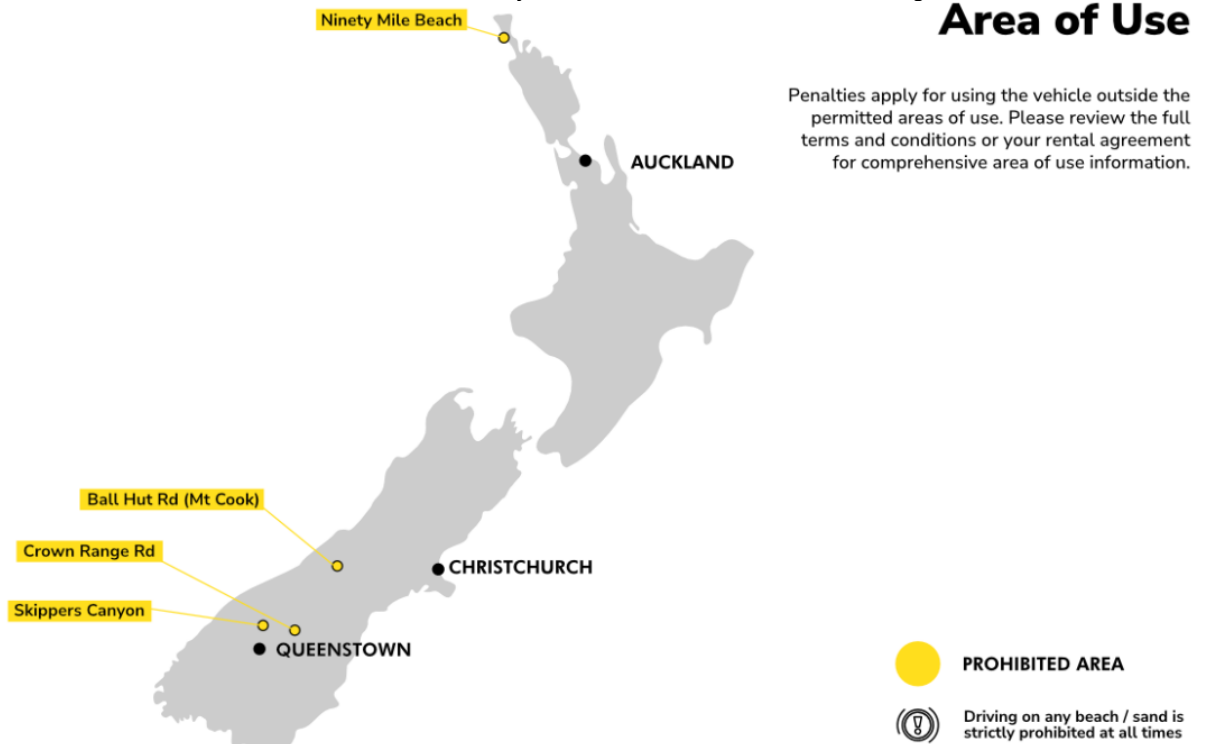 Area of Use
Penalties apply for using the vehicle outside the
permitted areas of use. Please review the full
terms and conditions or your rental agreement
for comprehensive area of use information.
Ninety Mile Beach
AUCKLAND
Ball Hut Rd (Mt Cook)
Crown Range Rd
CHRISTCHURCH
Skippers Canyon
QUEENSTOWN
PROHIBITED AREA
Driving on any beach / sand is
strictly prohibited at all times